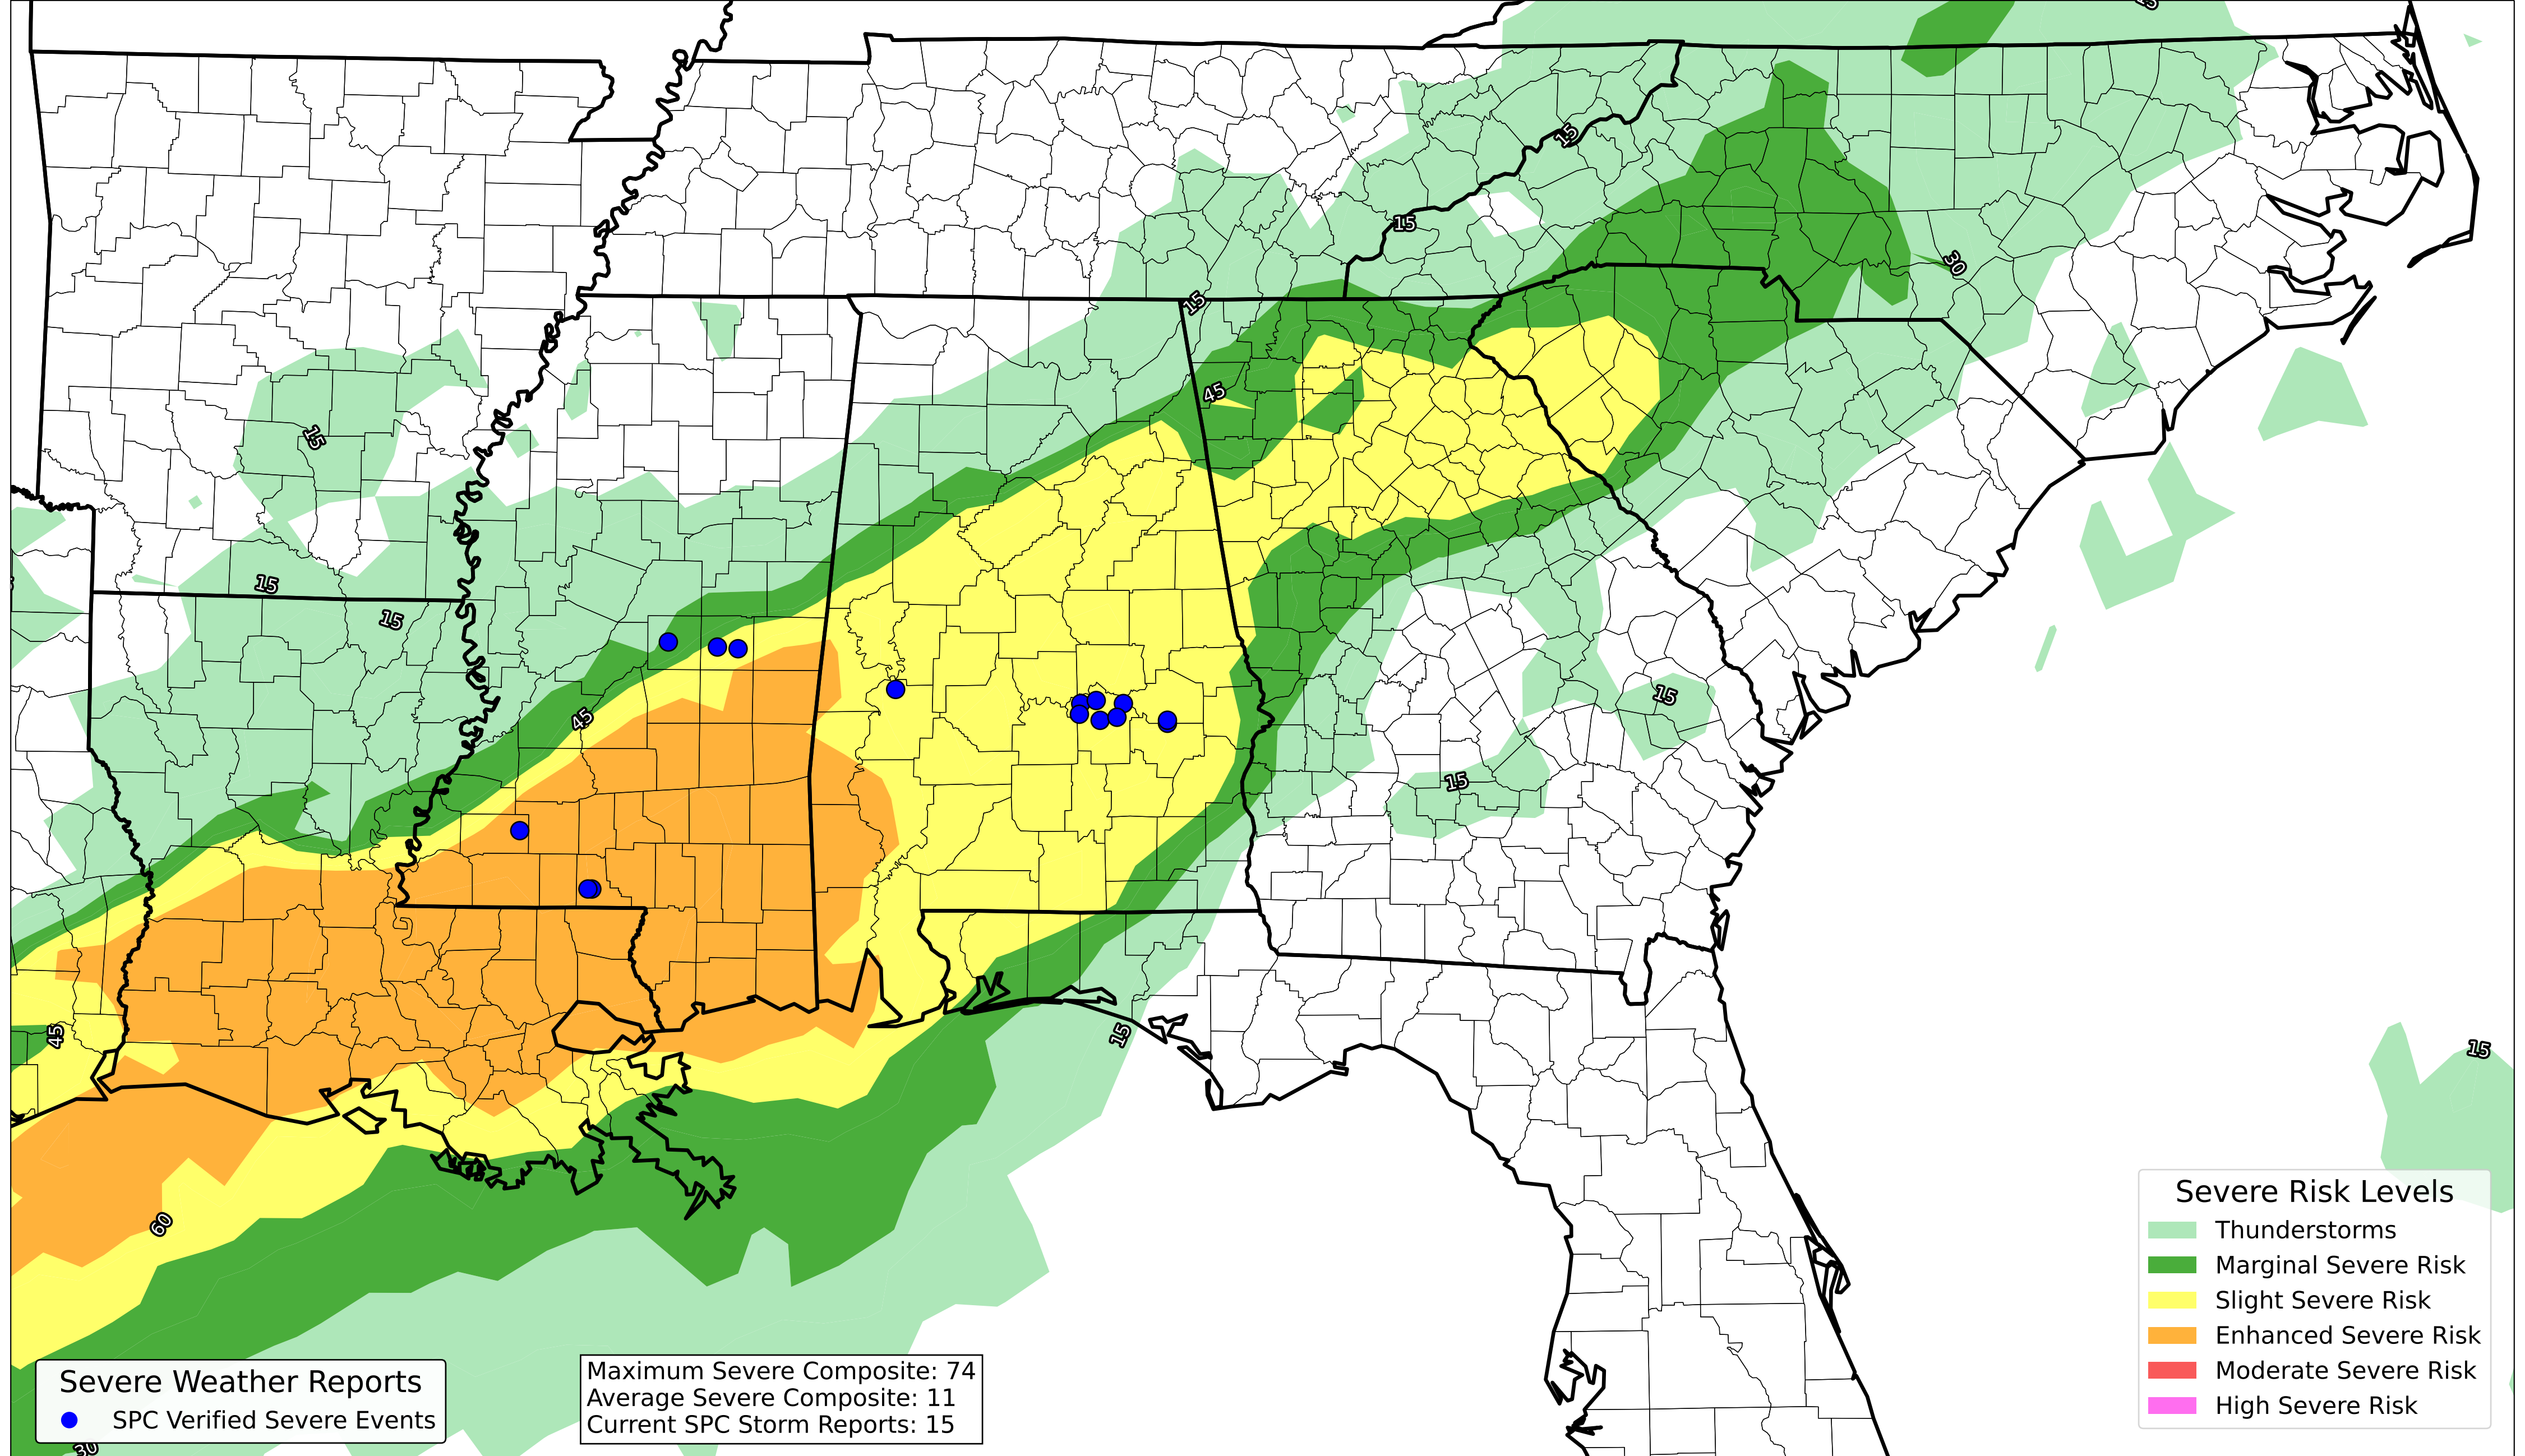 15
15
15
30
15
45
15
15
15
15
45
15
45
15
15
60
30
Severe Risk Levels
Thunderstorms
Marginal Severe Risk
Slight Severe Risk
Enhanced Severe Risk
Moderate Severe Risk
High Severe Risk
Severe Weather Reports
SPC Verified Severe Events
Maximum Severe Composite: 74
Average Severe Composite: 11
Current SPC Storm Reports: 15